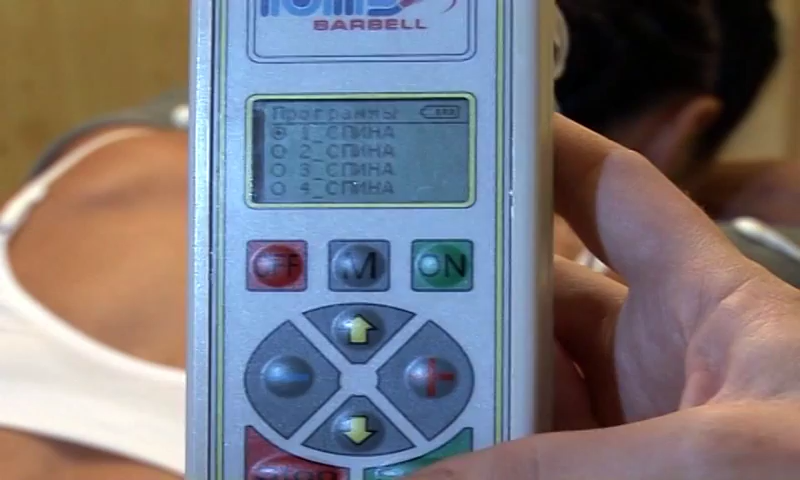 BARBELL
Программы
1_СПИНА
2_СПИНА
3_СПИНА
4_СПИНА
OFF M ON